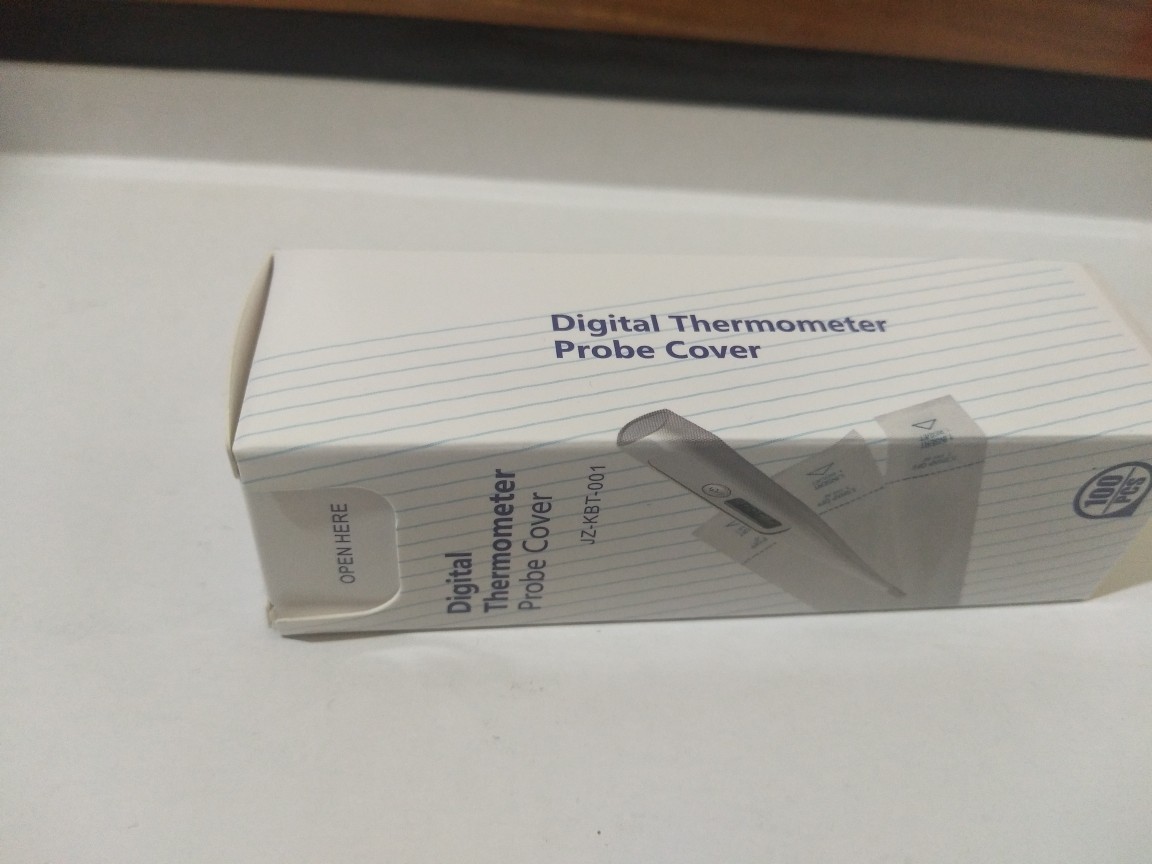 Digital Thermometer
Probe Cover
OPEN HERE
Digital
Thermometer
Probe Cover
JZ-KBT-001
100
PCS